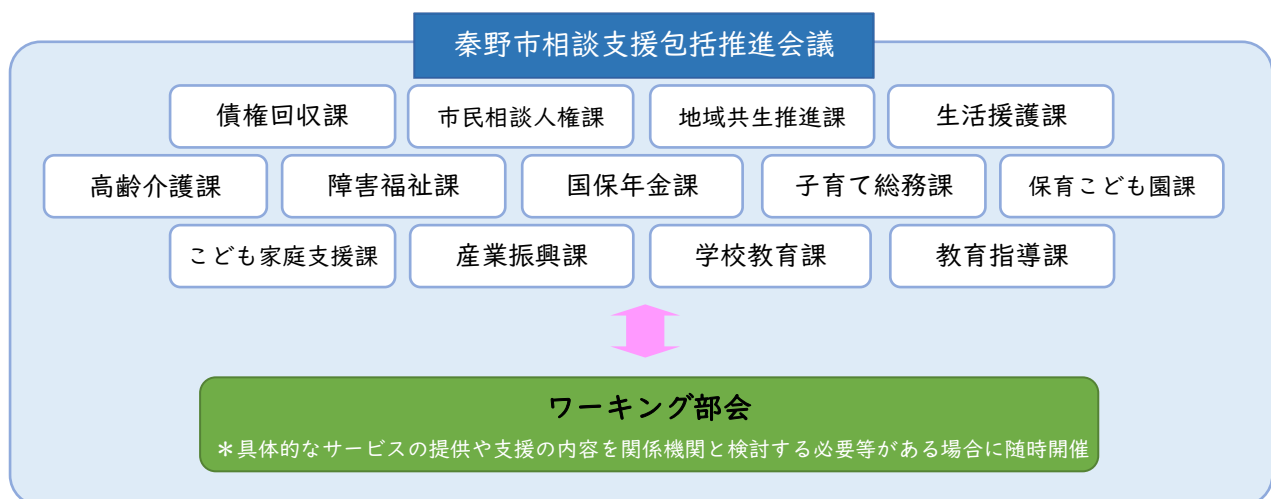 秦野市相談支援包括推進会議
債権回収課
市民相談人権課
地域共生推進課
生活援護課
高齢介護課
障害福祉課
国保年金課
子育て総務課
保育こども園課
こども家庭支援課
産業振興課
学校教育課
教育指導課
ワーキング部会
＊具体的なサービスの提供や支援の内容を関係機関と検討する必要等がある場合に随時開催